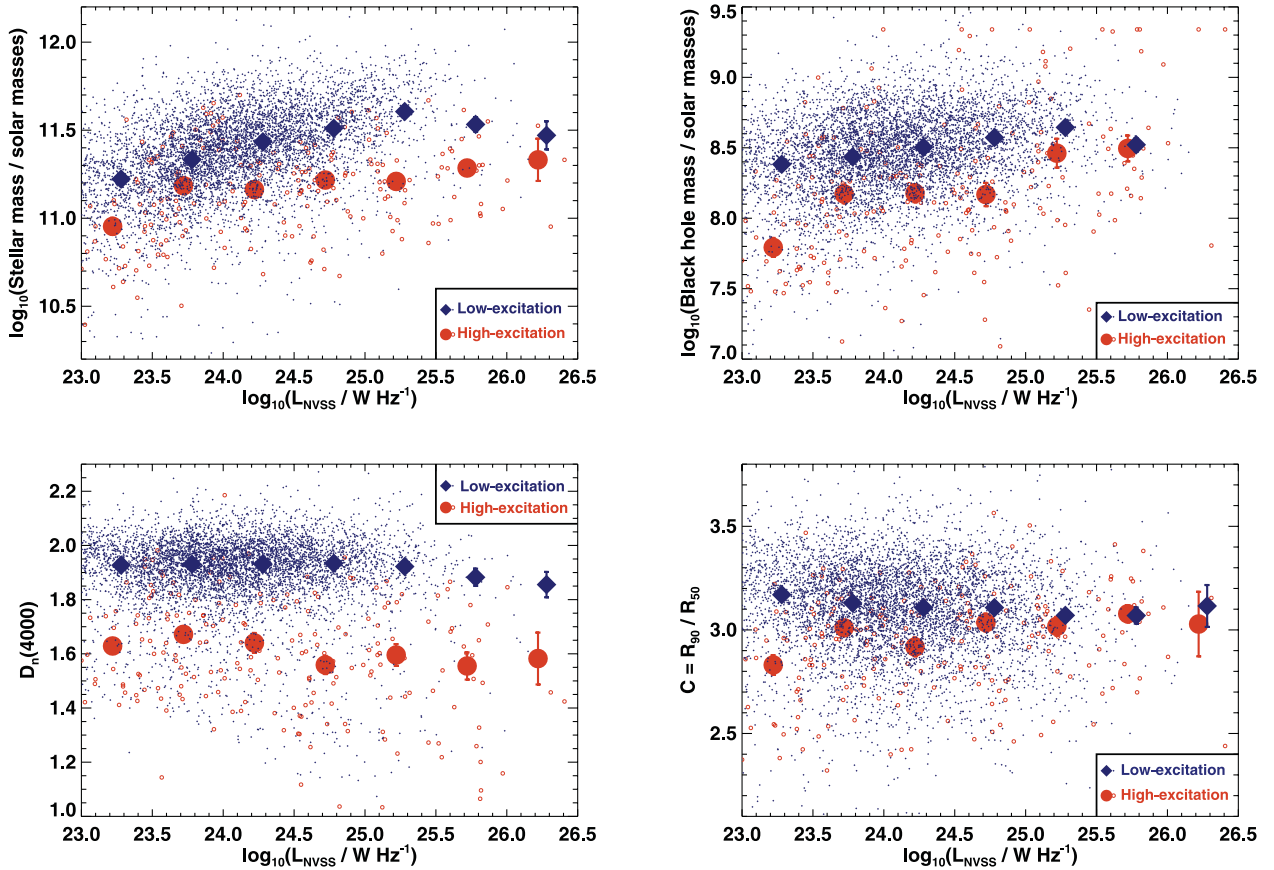 log10(Stellar mass / solar masses)
12.0
11.5
11.0
10.5
Low-excitation
High-excitation
23.0 23.5 24.0 24.5 25.0 25.5 26.0 26.5
log10(LNVSS / W Hz-1)
log10(Black hole mass / solar masses)
9.5
9.0
8.5
8.0
7.5
7.0
Low-excitation
High-excitation
23.0 23.5 24.0 24.5 25.0 25.5 26.0 26.5
log10(LNVSS / W Hz-1)
Dn(4000)
2.2
2.0
1.8
1.6
1.4
1.2
1.0
Low-excitation
High-excitation
23.0 23.5 24.0 24.5 25.0 25.5 26.0 26.5
log10(LNVSS / W Hz-1)
C = R90 / R50
3.5
3.0
2.5
Low-excitation
High-excitation
23.0 23.5 24.0 24.5 25.0 25.5 26.0 26.5
log10(LNVSS / W Hz-1)